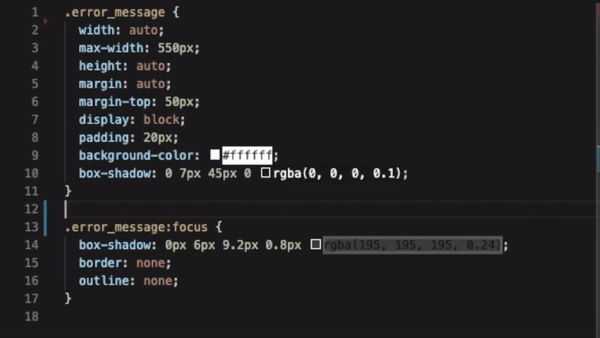 1 .error_message {
2 width: auto;
3 max-width: 550px;
4 height: auto;
5 margin: auto;
6 margin-top: 50px;
7 display: block;
8 padding: 20px;
9 background-color: #ffffff;
10 box-shadow: 0 7px 45px 0 rgba(0, 0, 0, 0.1);
11 }
12
13 .error_message:focus {
14 box-shadow: 0px 6px 9.2px 0.8px rgba(195, 195, 195, 0.24);
15 border: none;
16 outline: none;
17 }
18